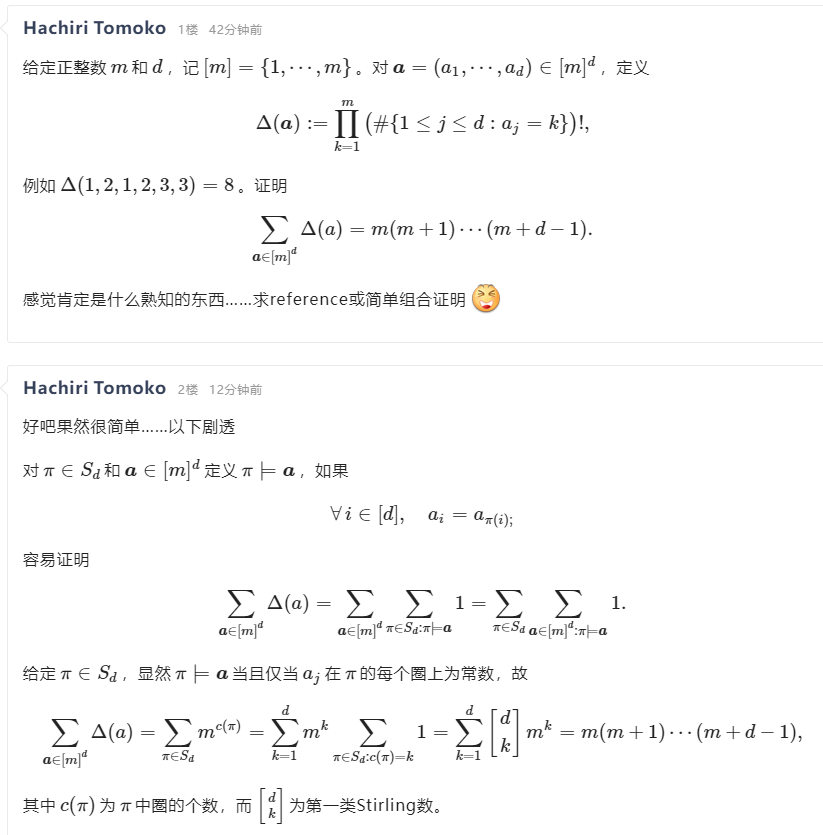 Hachiri Tomoko 1楼 42分钟前
给定正整数 $m$ 和 $d$，记 $[m] = \{1, \cdots, m\}$。对 $\boldsymbol{a} = (a_1, \cdots, a_d) \in [m]^d$，定义
$$\Delta(\boldsymbol{a}) := \prod_{k=1}^{m} \big(\#\{1 \leq j \leq d : a_j = k\}\big)!,$$
例如 $\Delta(1, 2, 1, 2, 3, 3) = 8$。证明
$$\sum_{\boldsymbol{a} \in [m]^d} \Delta(a) = m(m+1) \cdots (m+d-1).$$
感觉肯定是什么熟知的东西……求reference或简单组合证明
Hachiri Tomoko 2楼 12分钟前
好吧果然很简单……以下剧透
对 $\pi \in S_d$ 和 $\boldsymbol{a} \in [m]^d$ 定义 $\pi \models \boldsymbol{a}$，如果
$$\forall\, i \in [d], \quad a_i = a_{\pi(i);}$$
容易证明
$$\sum_{\boldsymbol{a} \in [m]^d} \Delta(a) = \sum_{\boldsymbol{a} \in [m]^d} \sum_{\pi \in S_d : \pi \models \boldsymbol{a}} 1 = \sum_{\pi \in S_d} \sum_{\boldsymbol{a} \in [m]^d : \pi \models \boldsymbol{a}} 1.$$
给定 $\pi \in S_d$，显然 $\pi \models \boldsymbol{a}$ 当且仅当 $a_j$ 在 $\pi$ 的每个圈上为常数，故
$$\sum_{\boldsymbol{a} \in [m]^d} \Delta(a) = \sum_{\pi \in S_d} m^{c(\pi)} = \sum_{k=1}^{d} m^k \sum_{\pi \in S_d : c(\pi) = k} 1 = \sum_{k=1}^{d} \begin{bmatrix} d \\ k \end{bmatrix} m^k = m(m+1) \cdots (m+d-1),$$
其中 $c(\pi)$ 为 $\pi$ 中圈的个数，而 $\begin{bmatrix} d \\ k \end{bmatrix}$ 为第一类Stirling数。